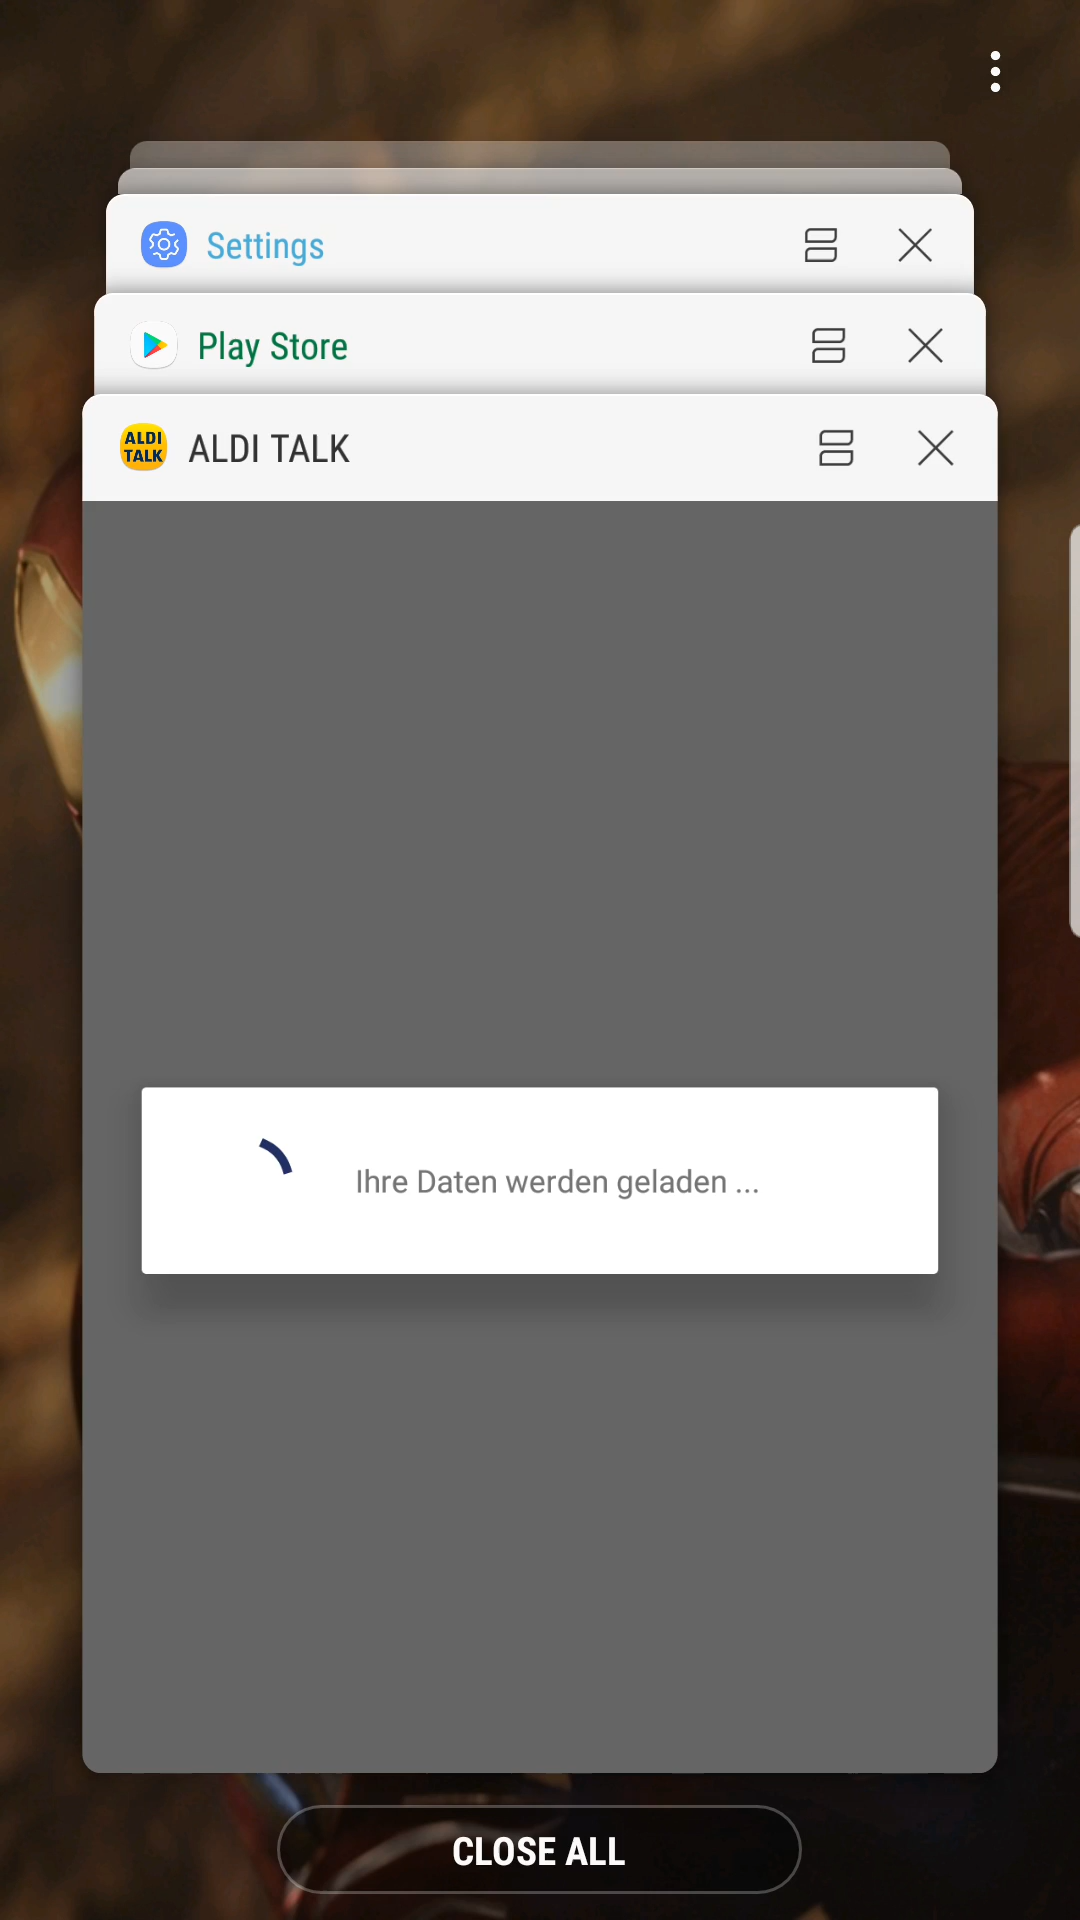 Settings
Play Store
ALDI
TALK
ALDI TALK
Ihre Daten werden geladen ...
CLOSE ALL